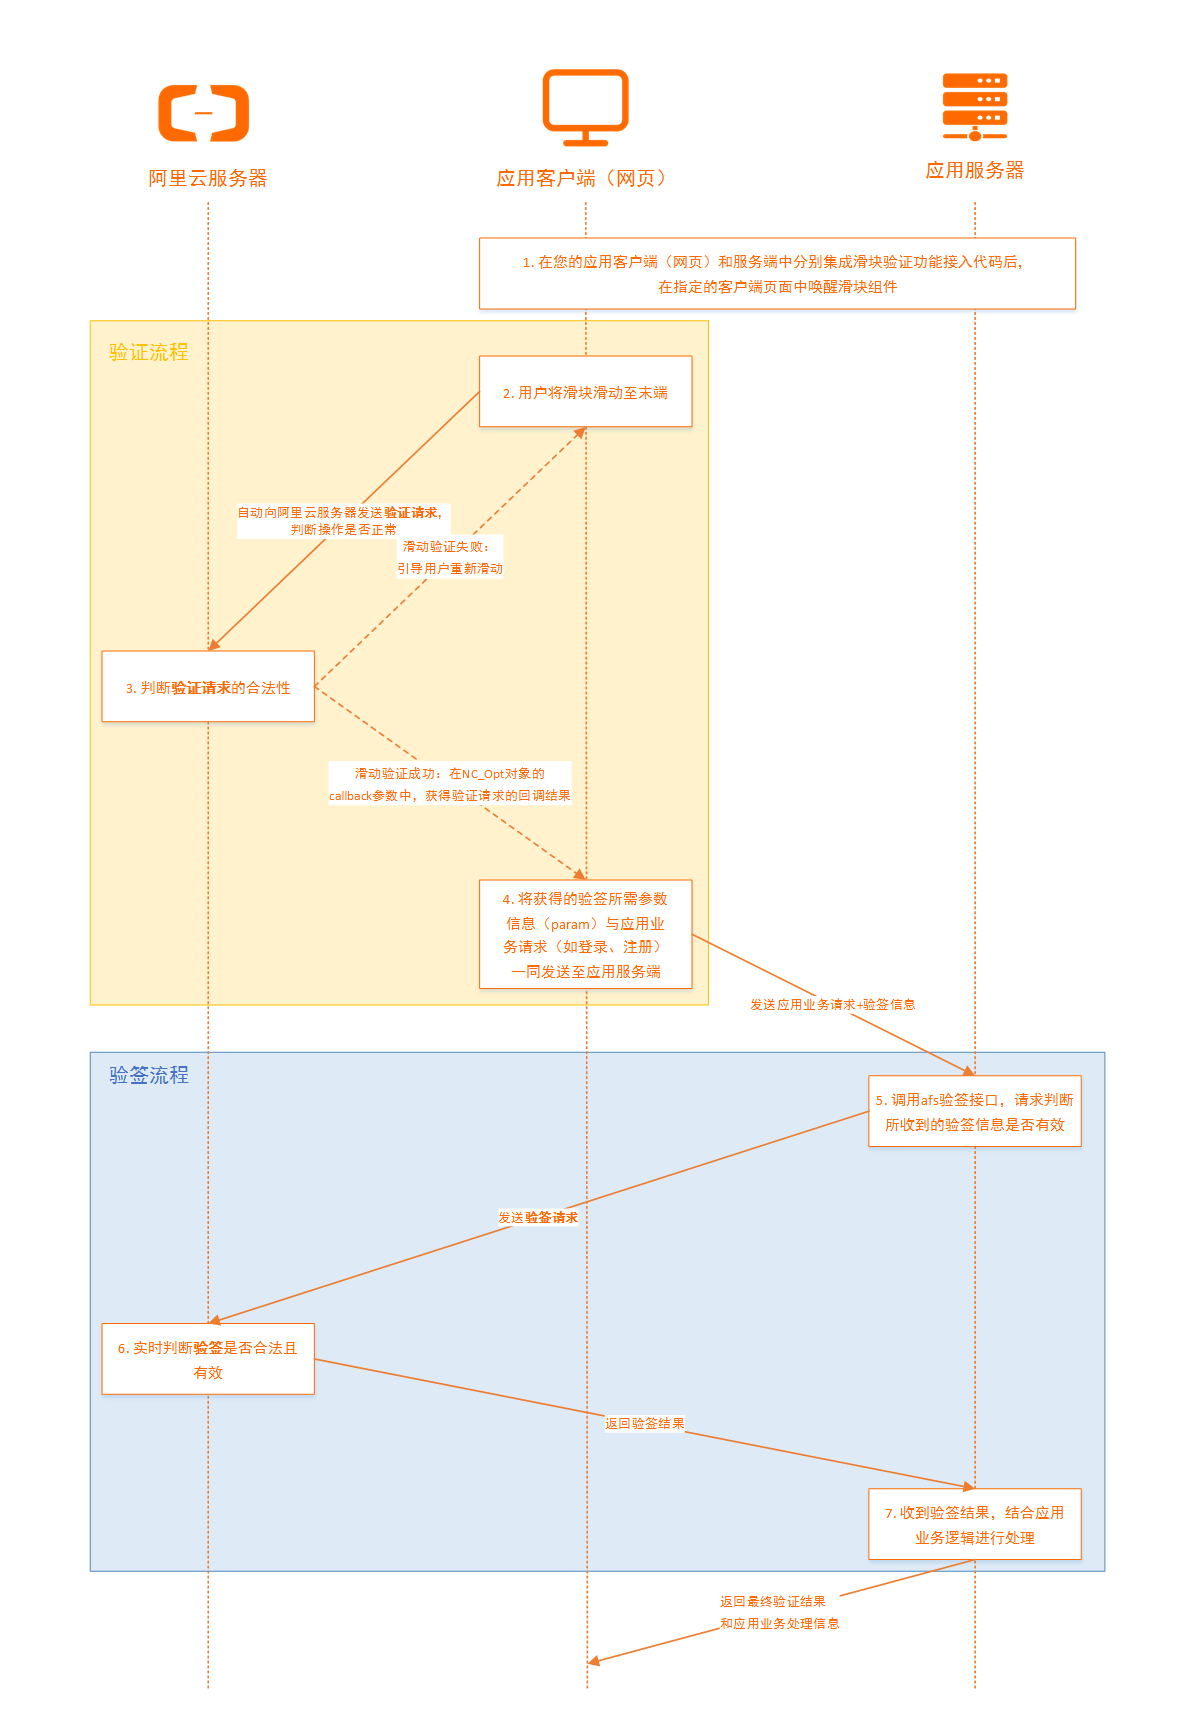 阿里云服务器
应用客户端（网页）
应用服务器
1. 在您的应用客户端（网页）和服务端中分别集成滑块验证功能接入代码后，
在指定的客户端页面中唤醒滑块组件
验证流程
2. 用户将滑块滑动至末端
自动向阿里云服务器发送验证请求，
判断操作是否正常
滑动验证失败：
引导用户重新滑动
3. 判断验证请求的合法性
滑动验证成功：在NC_Opt对象的
callback参数中，获得验证请求的回调结果
4. 将获得的验签所需参数
信息（param）与应用业
务请求（如登录、注册）
一同发送至应用服务端
发送应用业务请求+验签信息
验签流程
5. 调用afs验签接口，请求判断
所收到的验签信息是否有效
发送验签请求
6. 实时判断验签是否合法且
有效
返回验签结果
7. 收到验签结果，结合应用
业务逻辑进行处理
返回最终验证结果
和应用业务处理信息